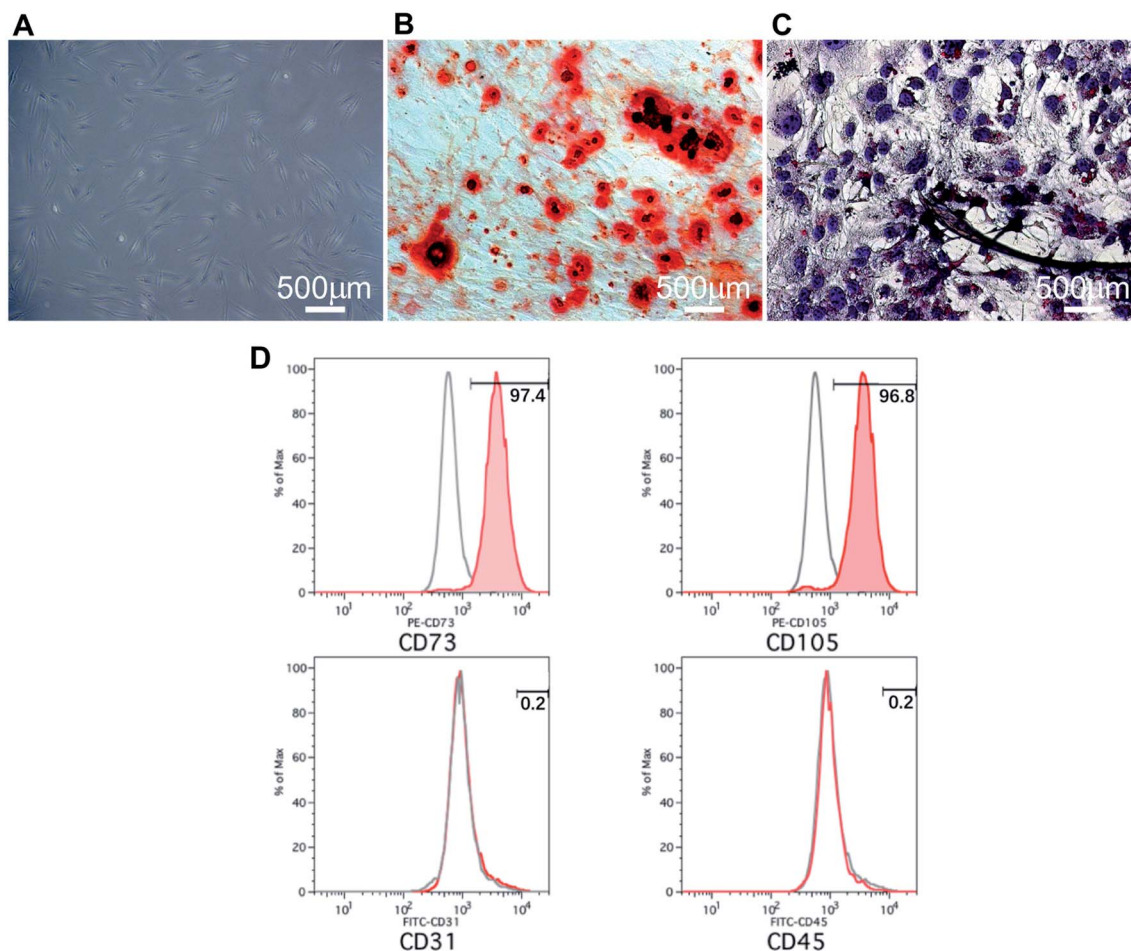 A B C
500μm 500μm 500μm
D
100
80
60
40
20
0
% of Max
97.4
10¹ 10² 10³ 10⁴
PE-CD73
CD73
100
80
60
40
20
0
% of Max
96.8
10¹ 10² 10³ 10⁴
PE-CD105
CD105
100
80
60
40
20
0
% of Max
0.2
10¹ 10² 10³ 10⁴
FITC-CD31
CD31
100
80
60
40
20
0
% of Max
0.2
10¹ 10² 10³ 10⁴
FITC-CD45
CD45